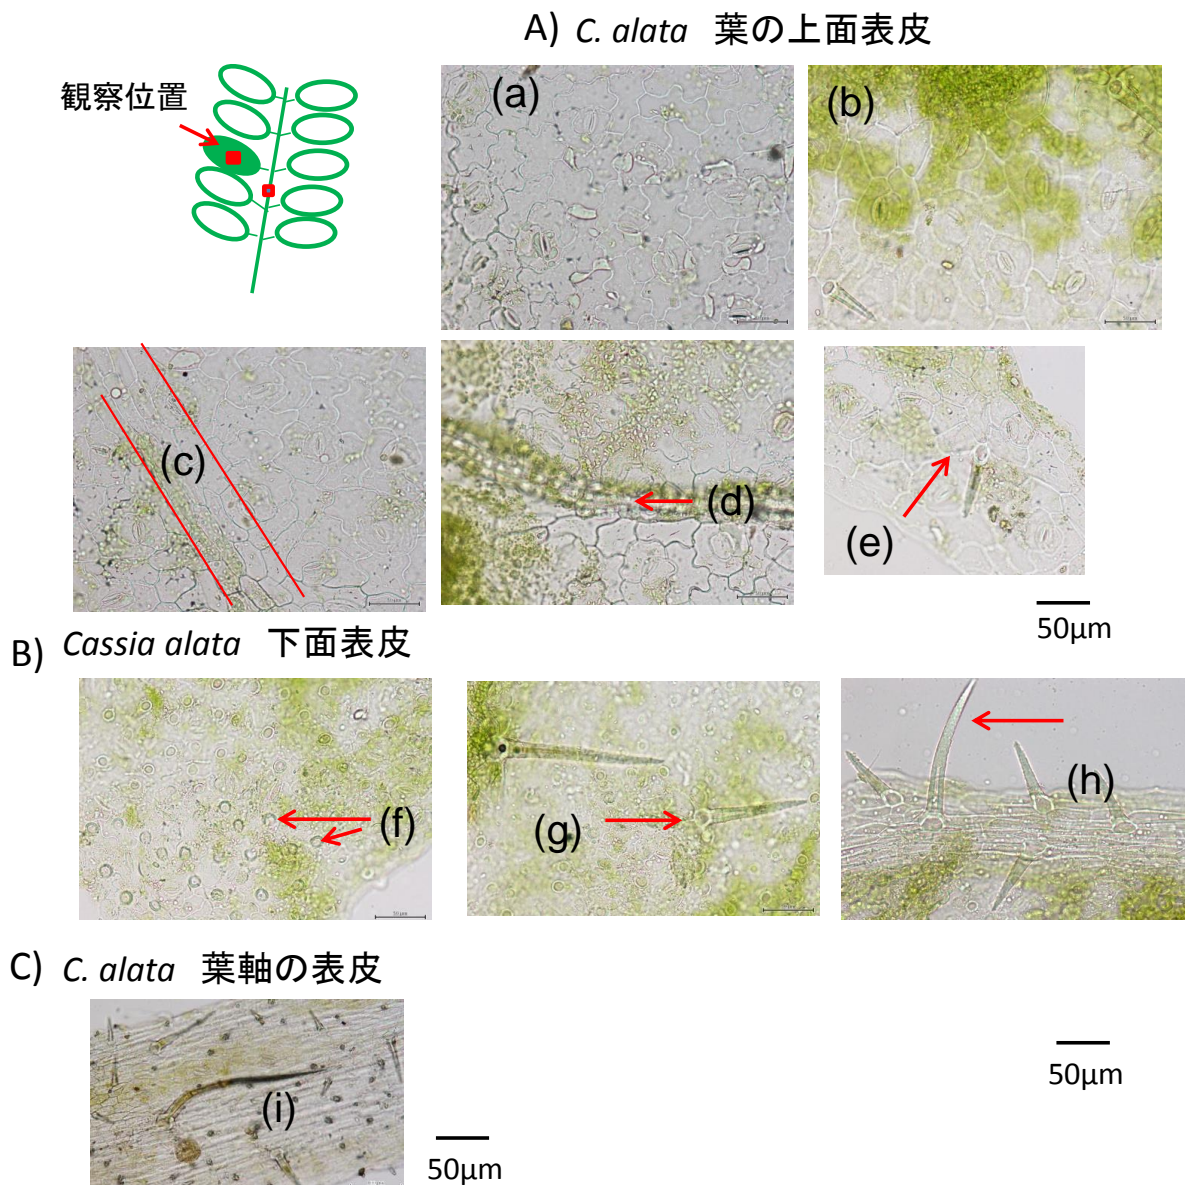 A) C. alata 葉の上面表皮
観察位置
(a)
(b)
(c)
(d)
(e)
50μm
B) Cassia alata 下面表皮
(f)
(g)
(h)
C) C. alata 葉軸の表皮
(i)
50μm
50μm